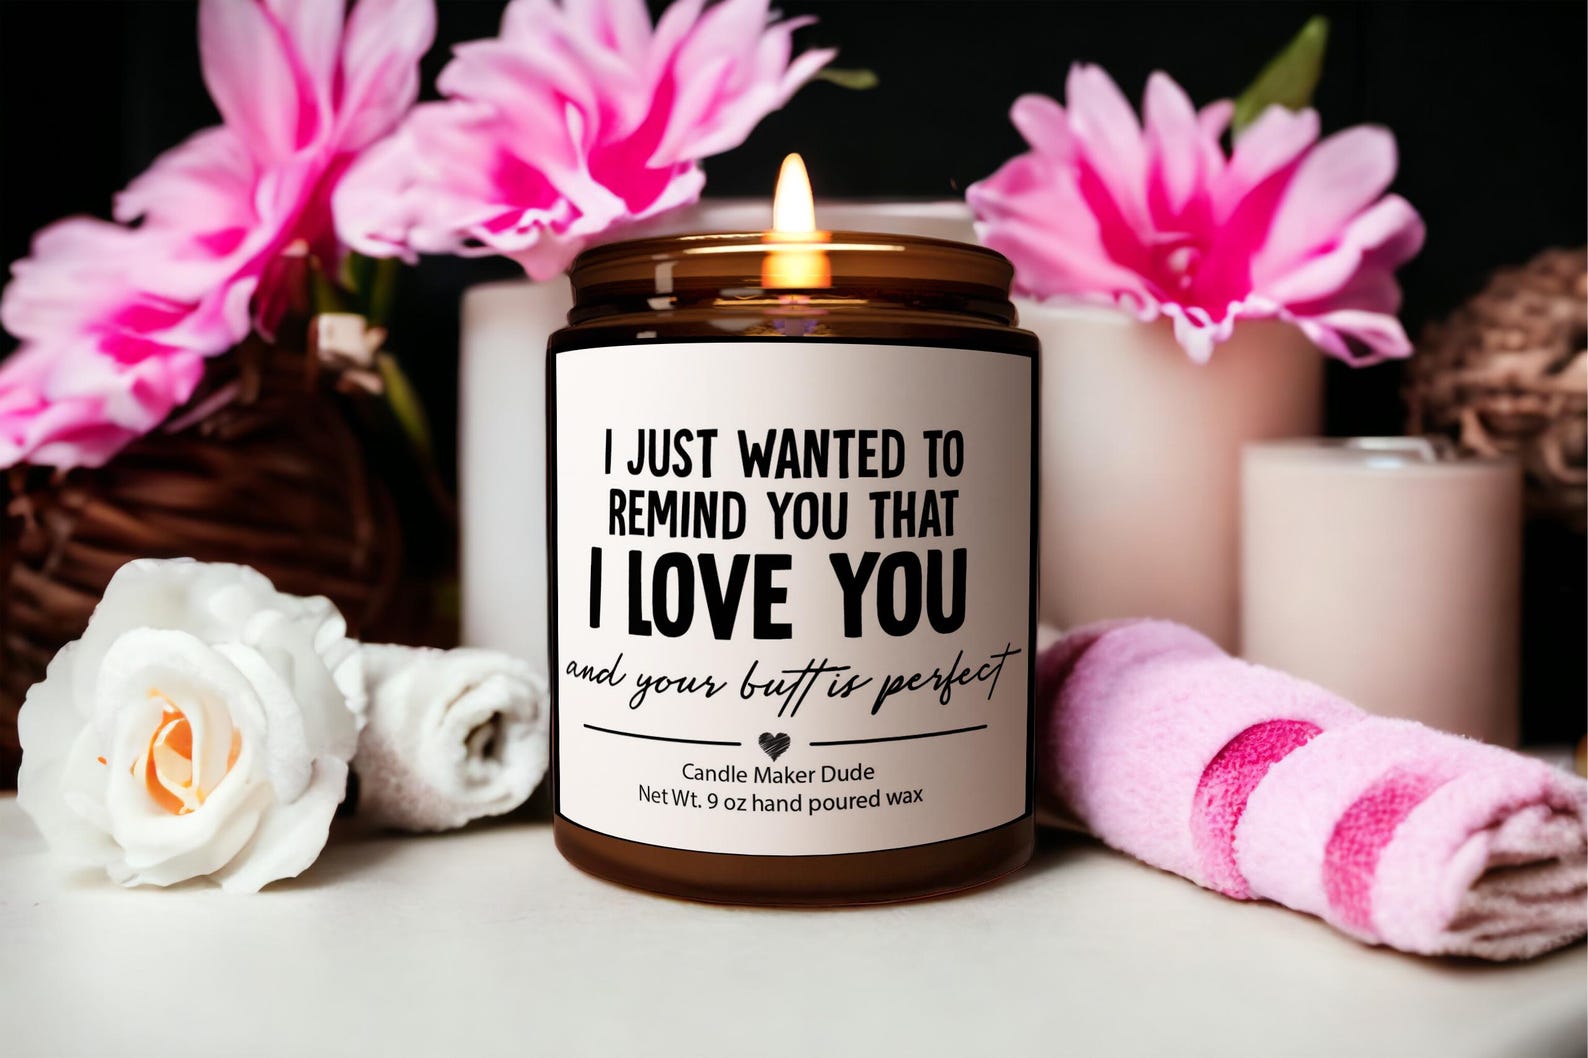 I JUST WANTED TO
REMIND YOU THAT
I LOVE YOU
and your butt is perfect
Candle Maker Dude
Net Wt. 9 oz hand poured wax